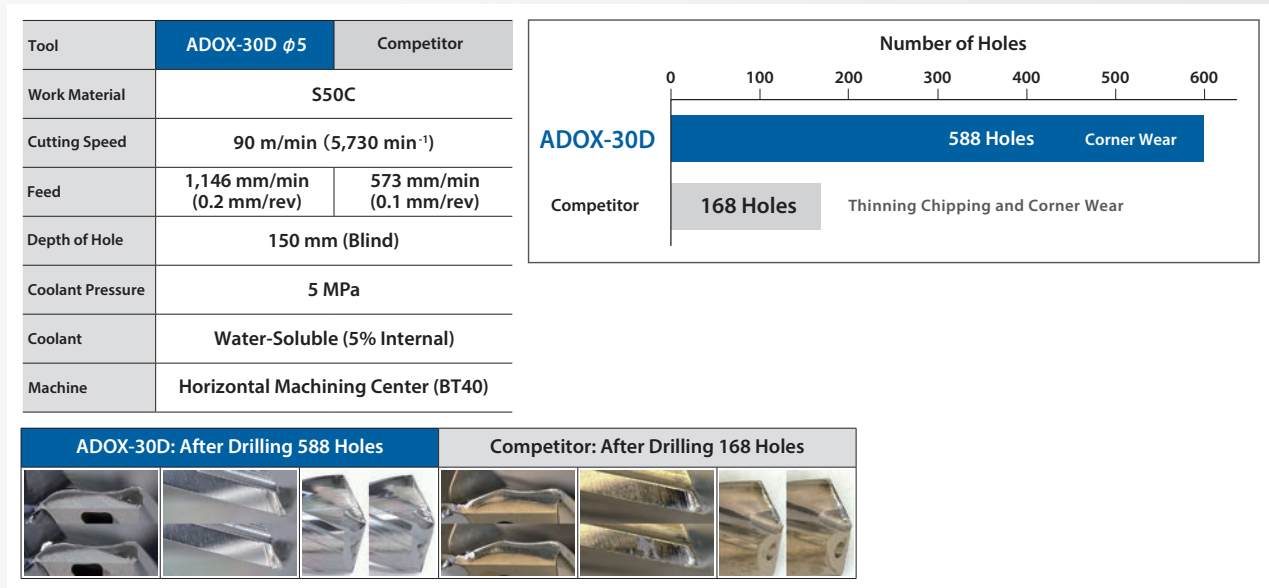 Tool
ADOX-30D φ5
Competitor
Work Material
S50C
Cutting Speed
90 m/min (5,730 min⁻¹)
Feed
1,146 mm/min
(0.2 mm/rev)
573 mm/min
(0.1 mm/rev)
Depth of Hole
150 mm (Blind)
Coolant Pressure
5 MPa
Coolant
Water-Soluble (5% Internal)
Machine
Horizontal Machining Center (BT40)
Number of Holes
0 100 200 300 400 500 600
ADOX-30D
588 Holes
Corner Wear
Competitor
168 Holes
Thinning Chipping and Corner Wear
ADOX-30D: After Drilling 588 Holes
Competitor: After Drilling 168 Holes